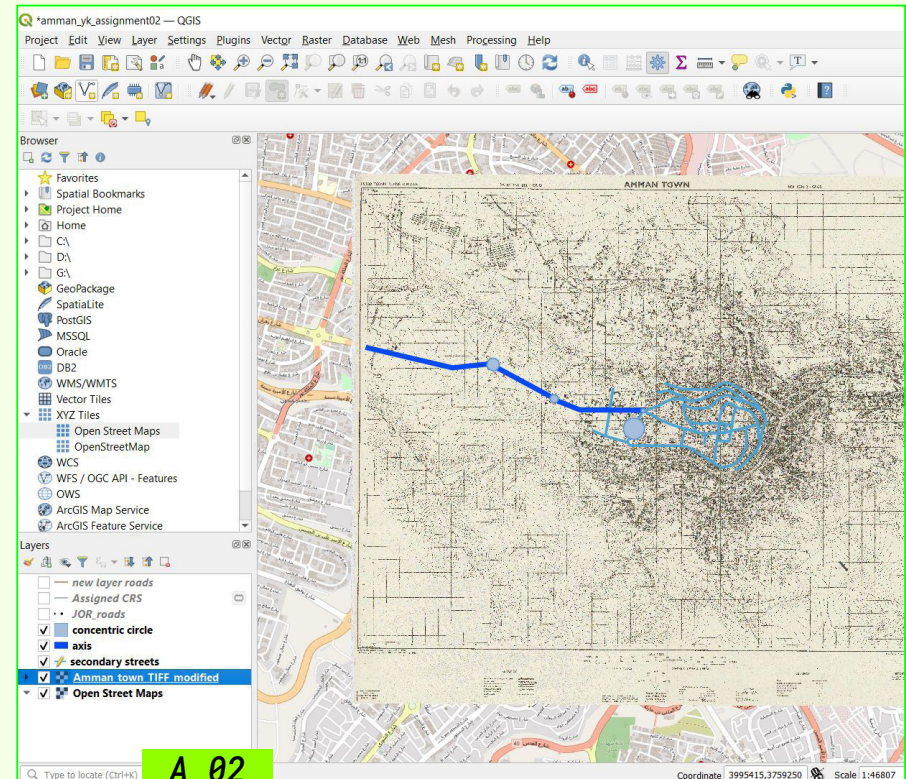 *amman_yk_assignment02 — QGIS
Project Edit View Layer Settings Plugins Vector Raster Database Web Mesh Processing Help
Browser
Favorites
Spatial Bookmarks
Project Home
Home
C:\
D:\
G:\
GeoPackage
SpatiaLite
PostGIS
MSSQL
Oracle
DB2
WMS/WMTS
Vector Tiles
XYZ Tiles
Open Street Maps
OpenStreetMap
WCS
WFS / OGC API - Features
OWS
ArcGIS Map Service
ArcGIS Feature Service
Layers
new layer roads
Assigned CRS
JOR_roads
concentric circle
axis
secondary streets
Amman town TIFF modified
Open Street Maps
AMMAN TOWN
Type to locate (Ctrl+K)
A 02
Coordinate 3995415,3759250
Scale 1:46807